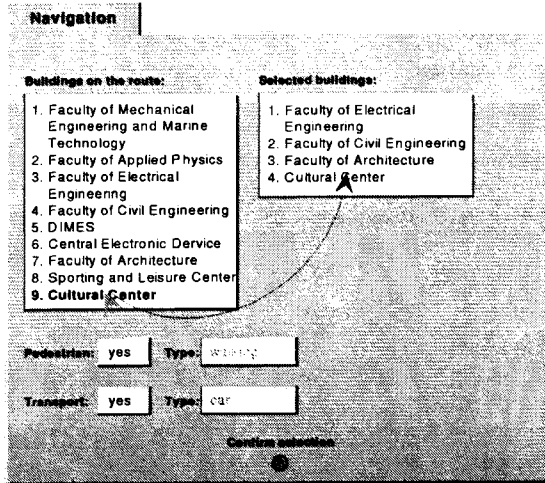 Navigation
Buildings on the route:
1. Faculty of Mechanical
Engineering and Marine
Technology
2. Faculty of Applied Physics
3. Faculty of Electrical
Engineering
4. Faculty of Civil Engineering
5. DIMES
6. Central Electronic Dervice
7. Faculty of Architecture
8. Sporting and Leisure Center
9. Cultural Center
Selected buildings:
1. Faculty of Electrical
Engineering
2. Faculty of Civil Engineering
3. Faculty of Architecture
4. Cultural Center
Pedestrian: yes Type: walking
Transport: yes Type: car
Confirm selection